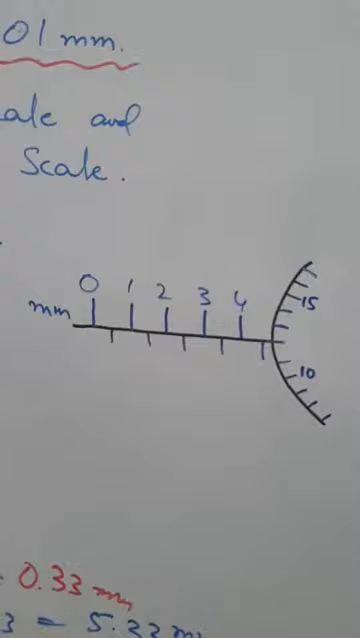 01 mm.
ale and
Scale.
0 1 2 3 4
mm
15
10
0.33 mm
3 = 5.33 m